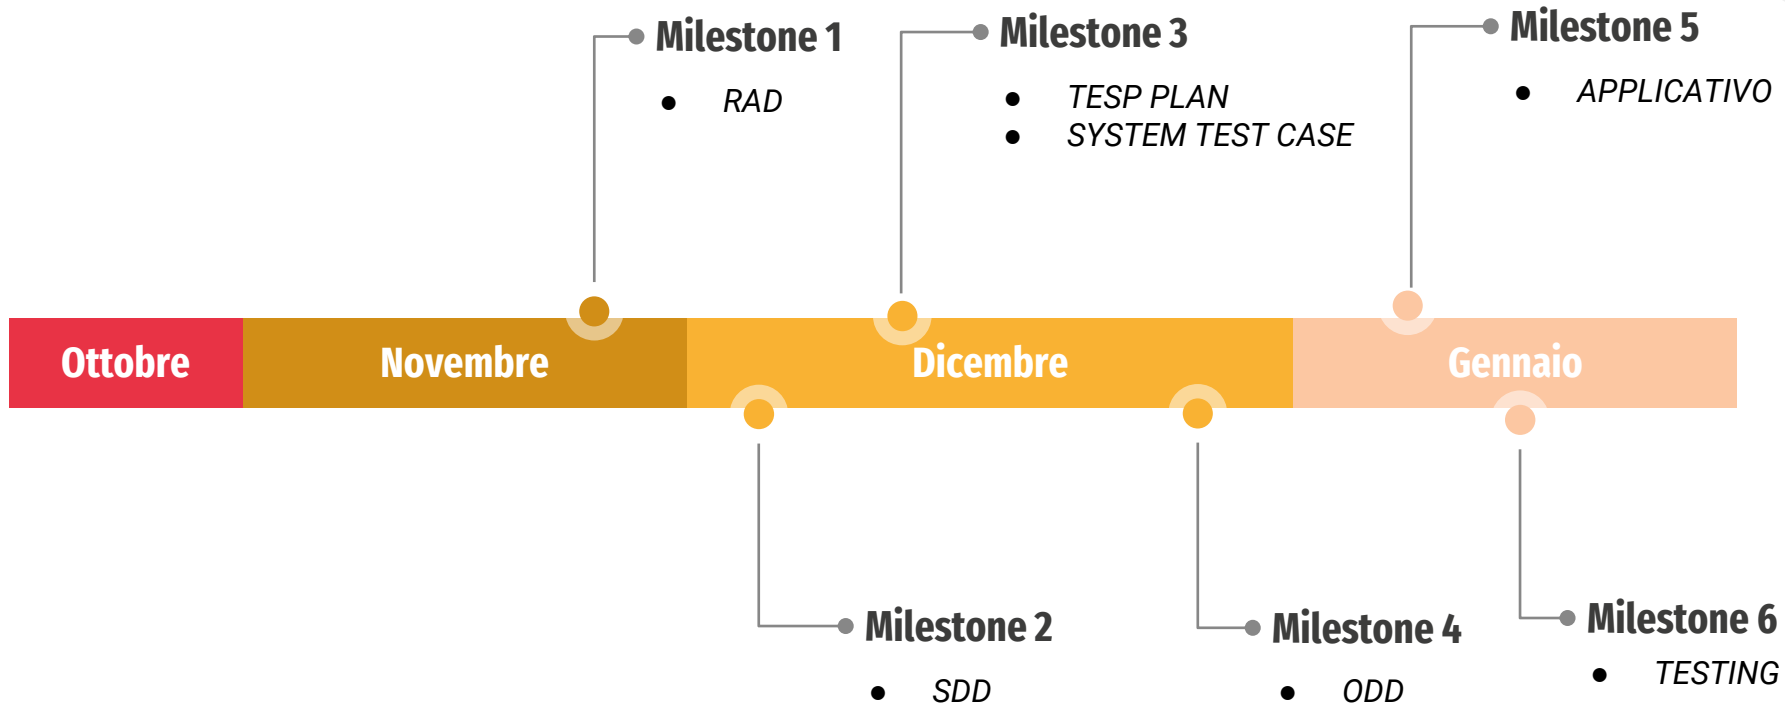 Milestone 1
● RAD
Milestone 3
● TESP PLAN
● SYSTEM TEST CASE
Milestone 5
● APPLICATIVO
Ottobre
Novembre
Dicembre
Gennaio
Milestone 2
● SDD
Milestone 4
● ODD
Milestone 6
● TESTING